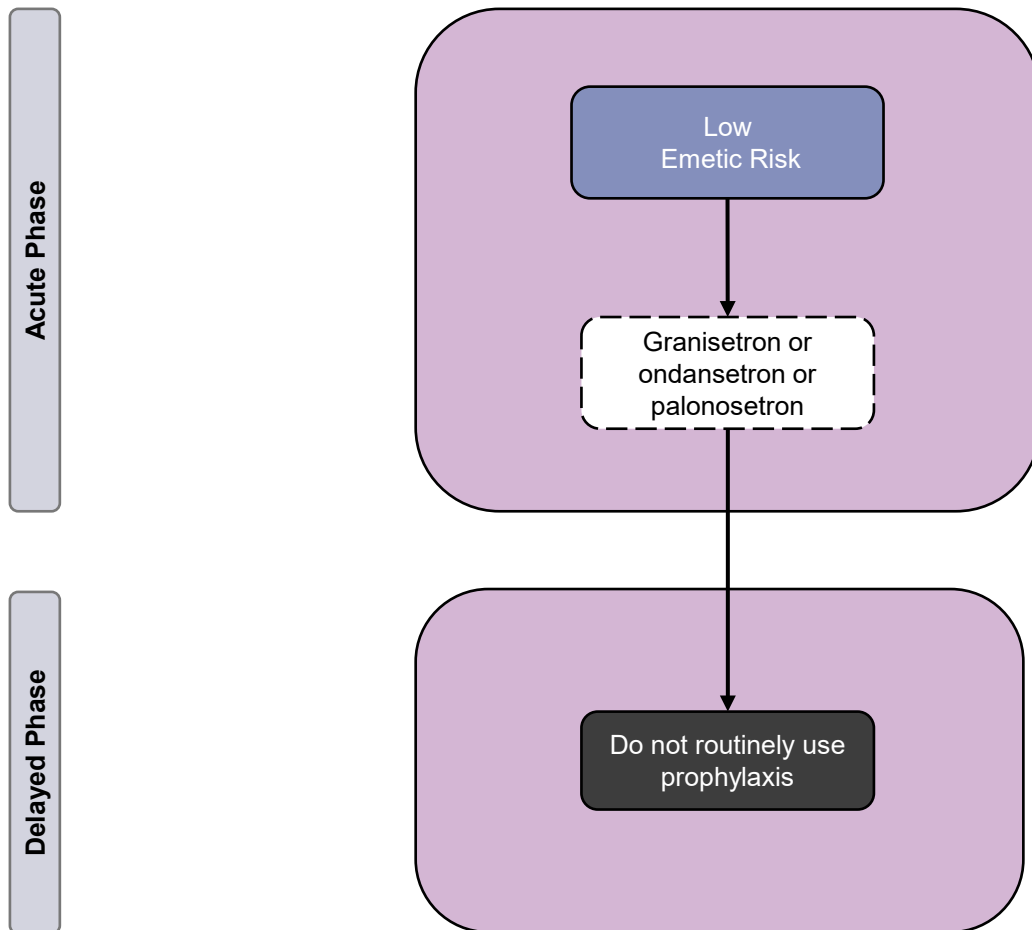 Acute Phase
Low
Emetic Risk
Granisetron or
ondansetron or
palonosetron
Delayed Phase
Do not routinely use
prophylaxis